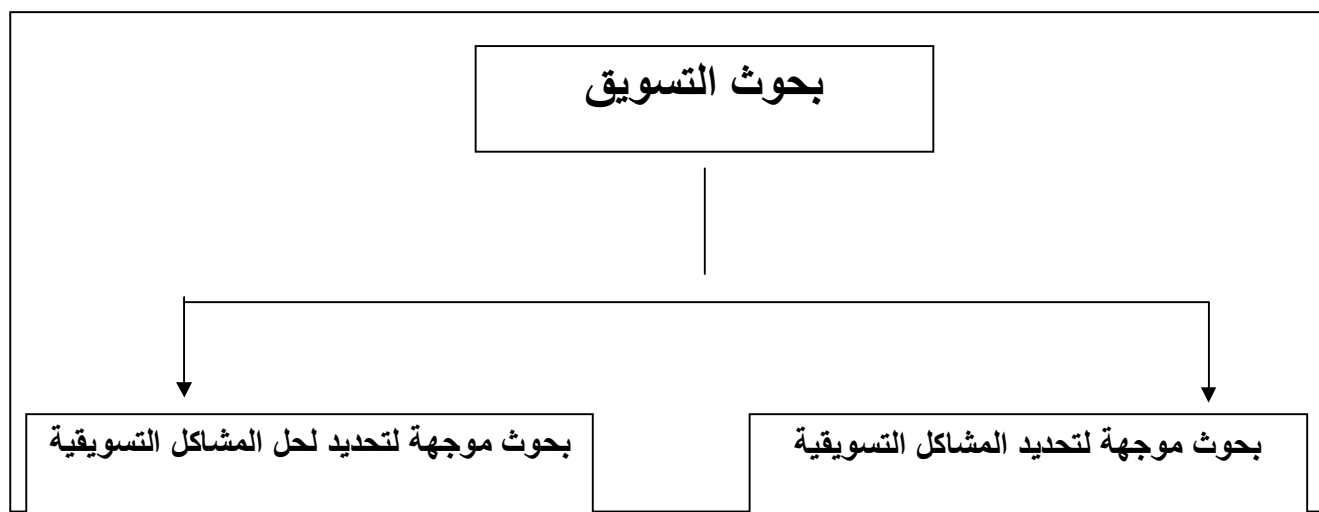 بحوث التسويق
بحوث موجهة لتحديد المشاكل التسويقية
بحوث موجهة لتحديد لحل المشاكل التسويقية